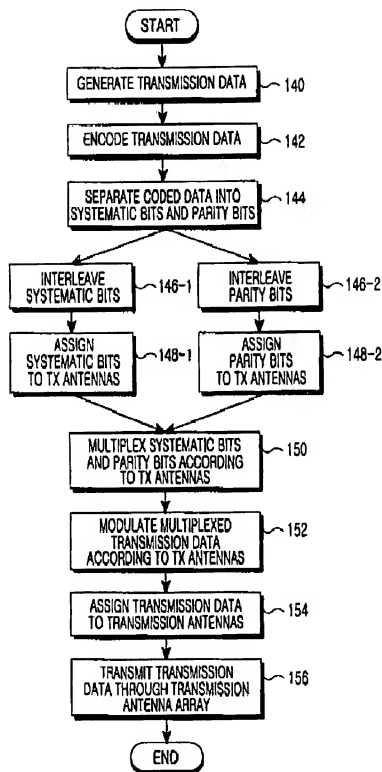 START
GENERATE TRANSMISSION DATA
140
ENCODE TRANSMISSION DATA
142
SEPARATE CODED DATA INTO
SYSTEMATIC BITS AND PARITY BITS
144
INTERLEAVE
SYSTEMATIC BITS
146-1
INTERLEAVE
PARITY BITS
146-2
ASSIGN
SYSTEMATIC BITS
TO TX ANTENNAS
148-1
ASSIGN
PARITY BITS
TO TX ANTENNAS
148-2
MULTIPLEX SYSTEMATIC BITS
AND PARITY BITS ACCORDING
TO TX ANTENNAS
150
MODULATE MULTIPLEXED
TRANSMISSION DATA
ACCORDING TO TX ANTENNAS
152
ASSIGN TRANSMISSION DATA
TO TRANSMISSION ANTENNAS
154
TRANSMIT TRANSMISSION
DATA THROUGH TRANSMISSION
ANTENNA ARRAY
156
END